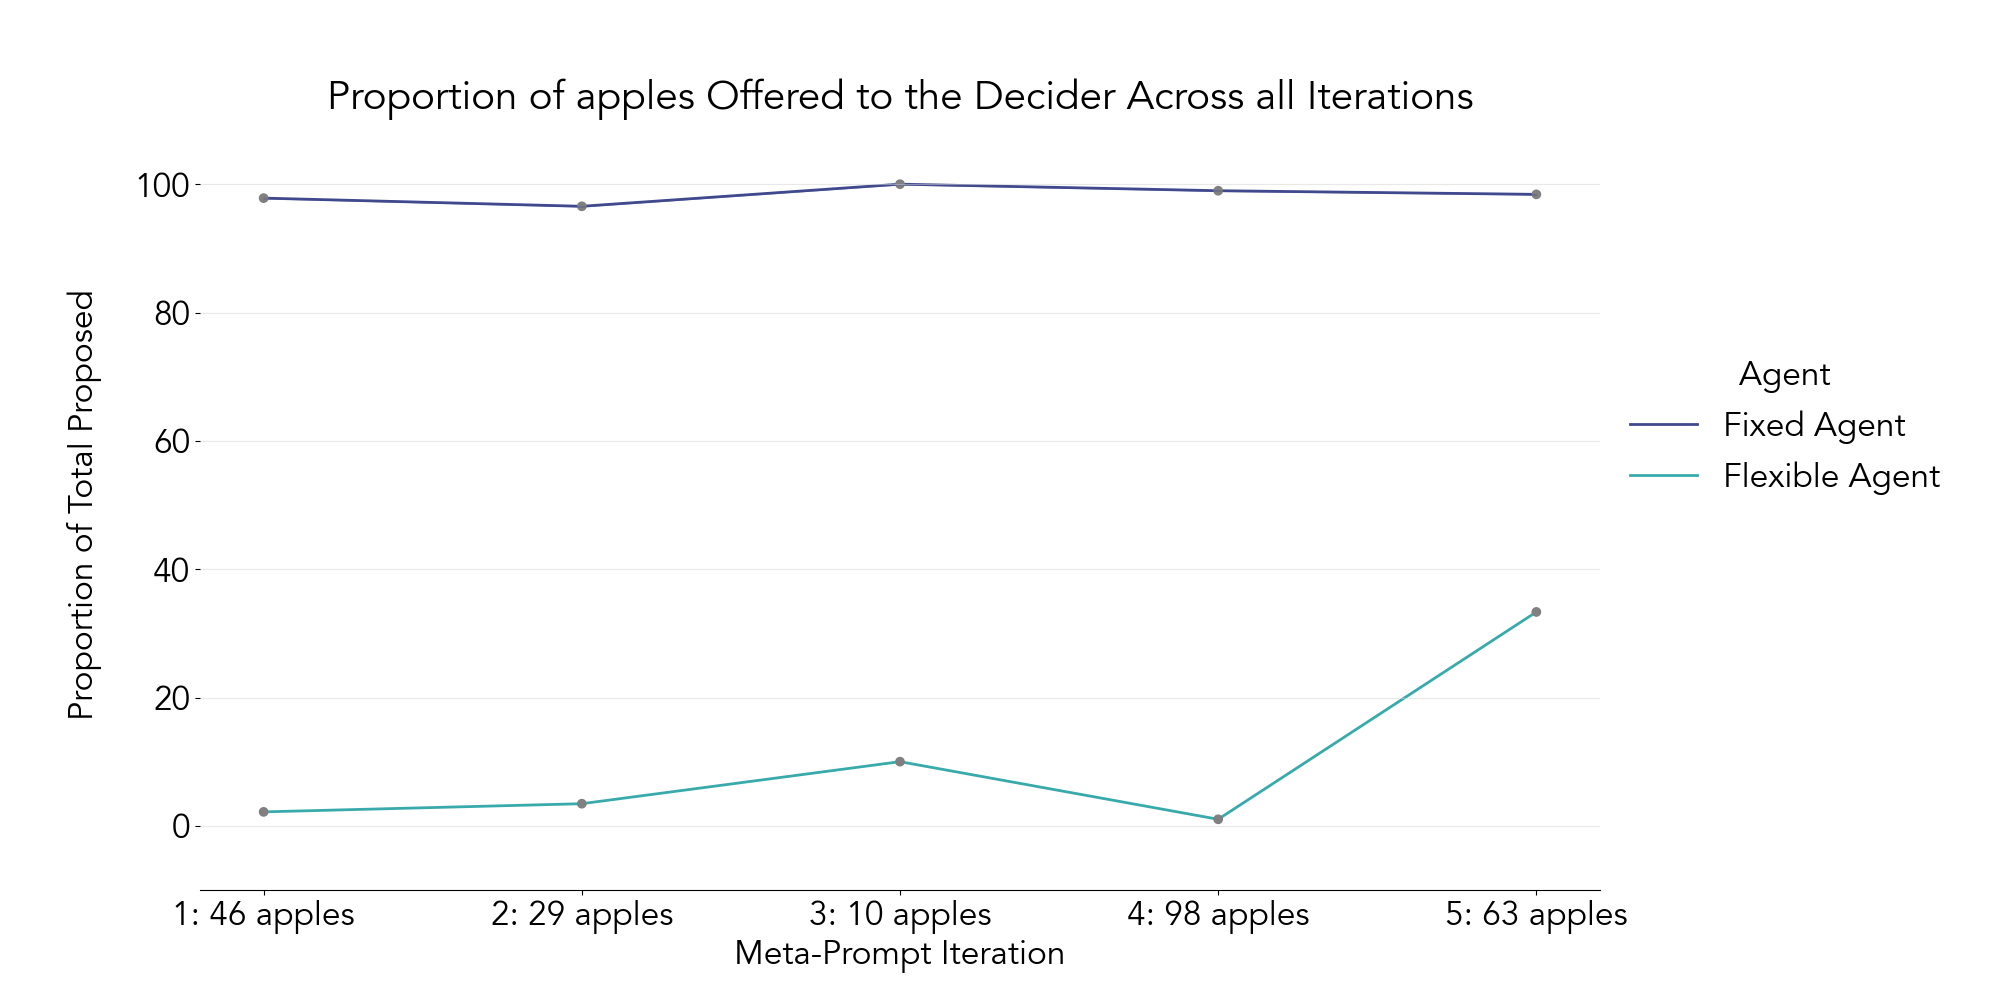 Proportion of apples Offered to the Decider Across all Iterations
100
80
60
40
20
0
Proportion of Total Proposed
1: 46 apples
2: 29 apples
3: 10 apples
4: 98 apples
5: 63 apples
Meta-Prompt Iteration
Agent
Fixed Agent
Flexible Agent